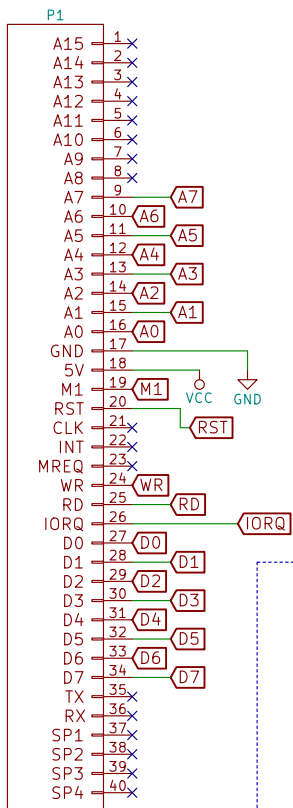 P1
A15 1
A14 2
A13 3
A12 4
A11 5
A10 6
A9 7
A8 8
A7 9 A7
A6 10 A6
A5 11 A5
A4 12 A4
A3 13 A3
A2 14 A2
A1 15 A1
A0 16 A0
GND 17
5V 18
VCC GND
M1 19 M1
RST 20 RST
CLK 21
INT 22
MREQ 23
WR 24 WR
RD 25 RD
IORQ 26 IORQ
D0 27 D0
D1 28 D1
D2 29 D2
D3 30 D3
D4 31 D4
D5 32 D5
D6 33 D6
D7 34 D7
TX 35
RX 36
SP1 37
SP2 38
SP3 39
SP4 40